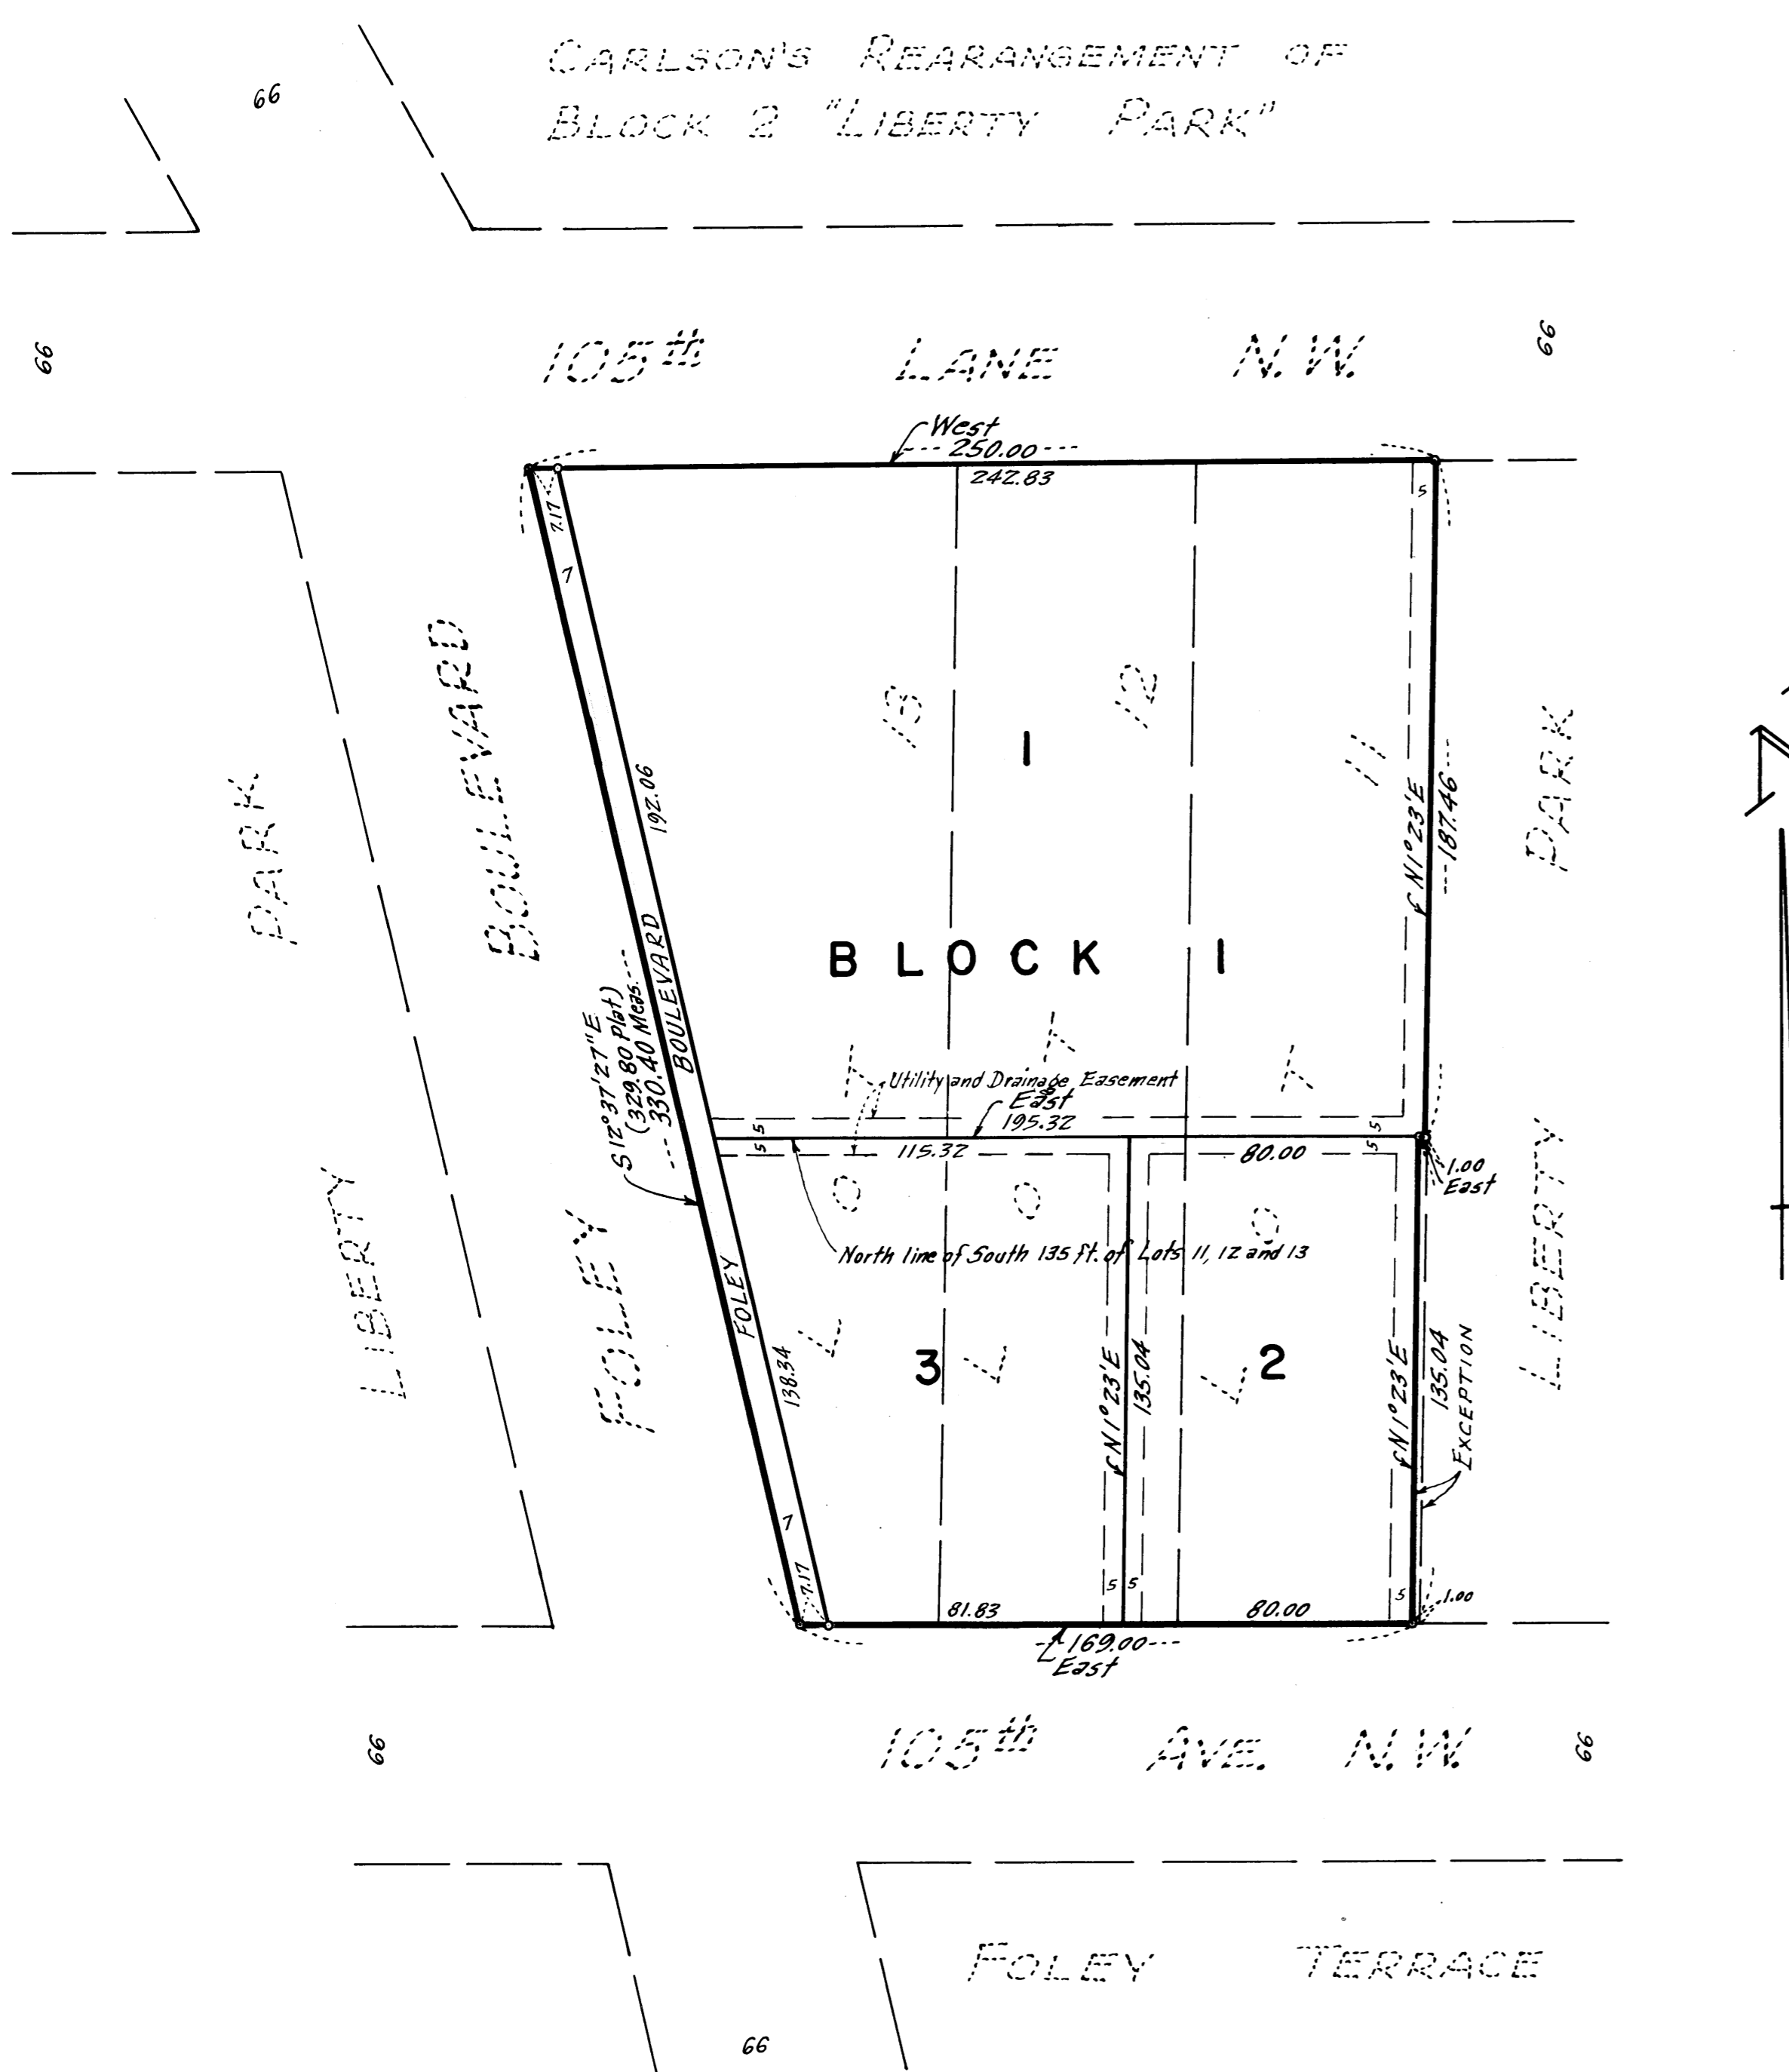 CARLSON'S REARANGEMENT OF
BLOCK 2 "LIBERTY PARK"
66
66
105th LANE N.W.
66
West
250.00
242.83
5
7.17
7
13
12
11
1
192.06
N1°23'E
187.46
PARK
LIBERTY
FOLEY BOULEVARD
LIBERTY PARK
BLOCK 1
S12°37'27"E
(329.80 Plat)
330.40 Meas.
FOLEY BOULEVARD
LOT
LOT
LOT
Utility and Drainage Easement
East
195.32
5
5
5
5
115.32
80.00
1.00
East
North line of South 135 ft. of Lots 11, 12 and 13
3
2
138.34
N1°23'E
135.04
N1°23'E
135.04
EXCEPTION
7
7.17
5
5
5
1.00
81.83
80.00
169.00
East
66
105th AVE. N.W.
66
FOLEY TERRACE
66